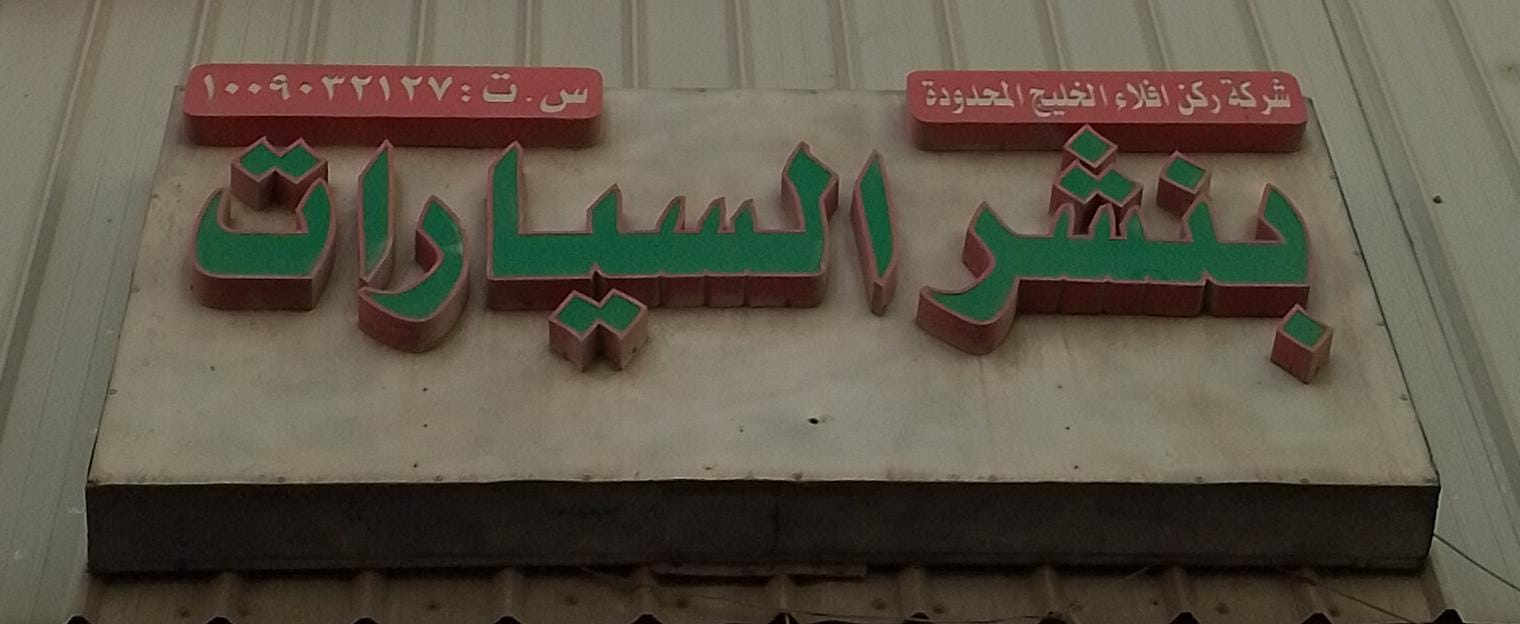 شركة ركن افلاء الخليج المحدودة
س.ت: ١٠٠٩٠٣٢١٢٧
بنشر السيارات